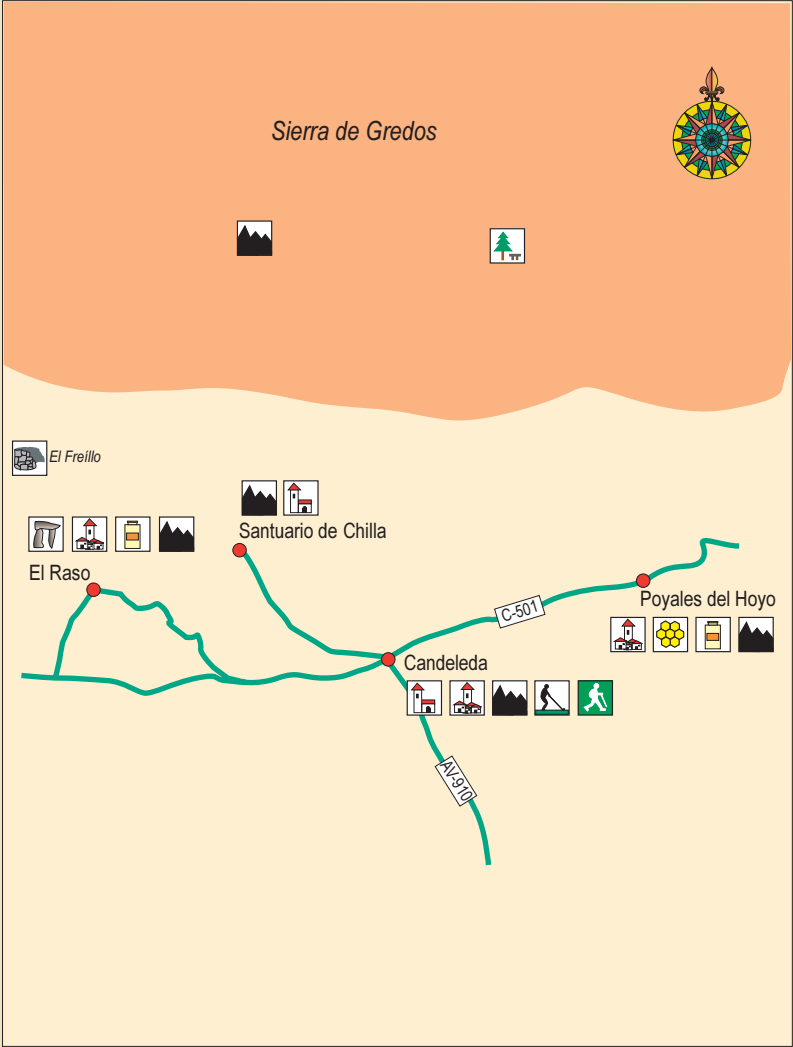 Sierra de Gredos
El Freíllo
Santuario de Chilla
El Raso
C-501
Poyales del Hoyo
Candeleda
AV-910